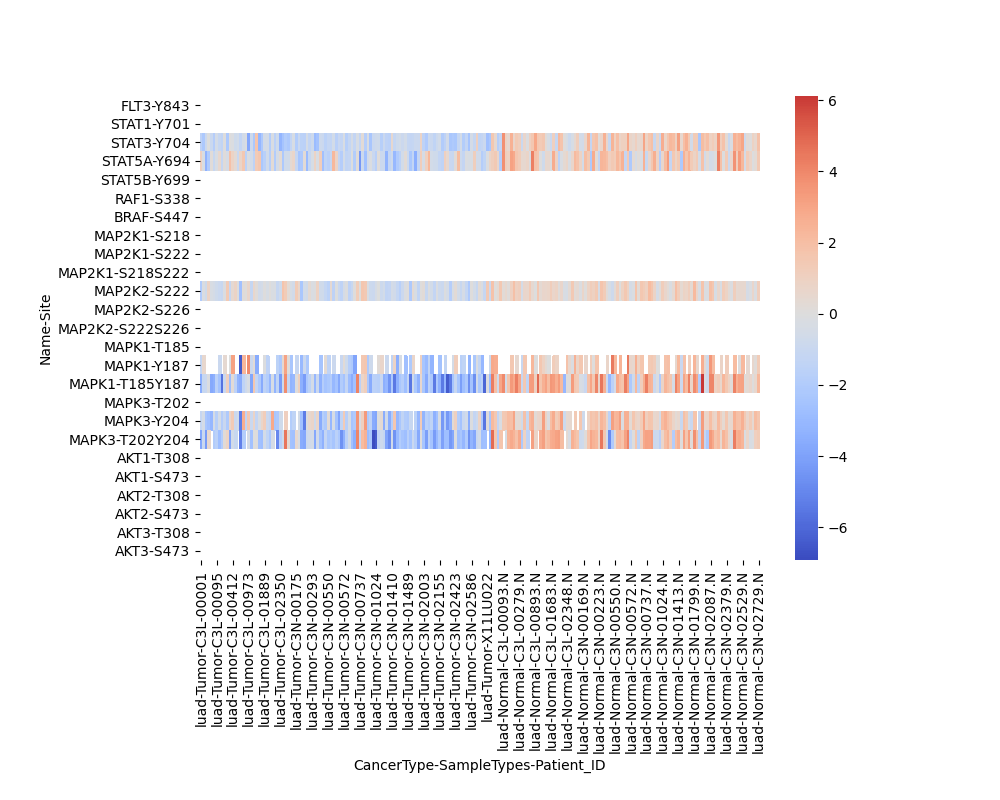 FLT3-Y843
STAT1-Y701
STAT3-Y704
STAT5A-Y694
STAT5B-Y699
RAF1-S338
BRAF-S447
MAP2K1-S218
MAP2K1-S222
MAP2K1-S218S222
MAP2K2-S222
MAP2K2-S226
MAP2K2-S222S226
MAPK1-T185
MAPK1-Y187
MAPK1-T185Y187
MAPK3-T202
MAPK3-Y204
MAPK3-T202Y204
AKT1-T308
AKT1-S473
AKT2-T308
AKT2-S473
AKT3-T308
AKT3-S473
Name-Site
luad-Tumor-C3L-00001
luad-Tumor-C3L-00095
luad-Tumor-C3L-00412
luad-Tumor-C3L-00973
luad-Tumor-C3L-01889
luad-Tumor-C3L-02350
luad-Tumor-C3N-00175
luad-Tumor-C3N-00293
luad-Tumor-C3N-00550
luad-Tumor-C3N-00572
luad-Tumor-C3N-00737
luad-Tumor-C3N-01024
luad-Tumor-C3N-01410
luad-Tumor-C3N-01489
luad-Tumor-C3N-02003
luad-Tumor-C3N-02155
luad-Tumor-C3N-02423
luad-Tumor-C3N-02586
luad-Tumor-X11LU022
luad-Normal-C3L-00093.N
luad-Normal-C3L-00279.N
luad-Normal-C3L-00893.N
luad-Normal-C3L-01683.N
luad-Normal-C3L-02348.N
luad-Normal-C3N-00169.N
luad-Normal-C3N-00223.N
luad-Normal-C3N-00550.N
luad-Normal-C3N-00572.N
luad-Normal-C3N-00737.N
luad-Normal-C3N-01024.N
luad-Normal-C3N-01413.N
luad-Normal-C3N-01799.N
luad-Normal-C3N-02087.N
luad-Normal-C3N-02379.N
luad-Normal-C3N-02529.N
luad-Normal-C3N-02729.N
CancerType-SampleTypes-Patient_ID
6
4
2
0
−2
−4
−6